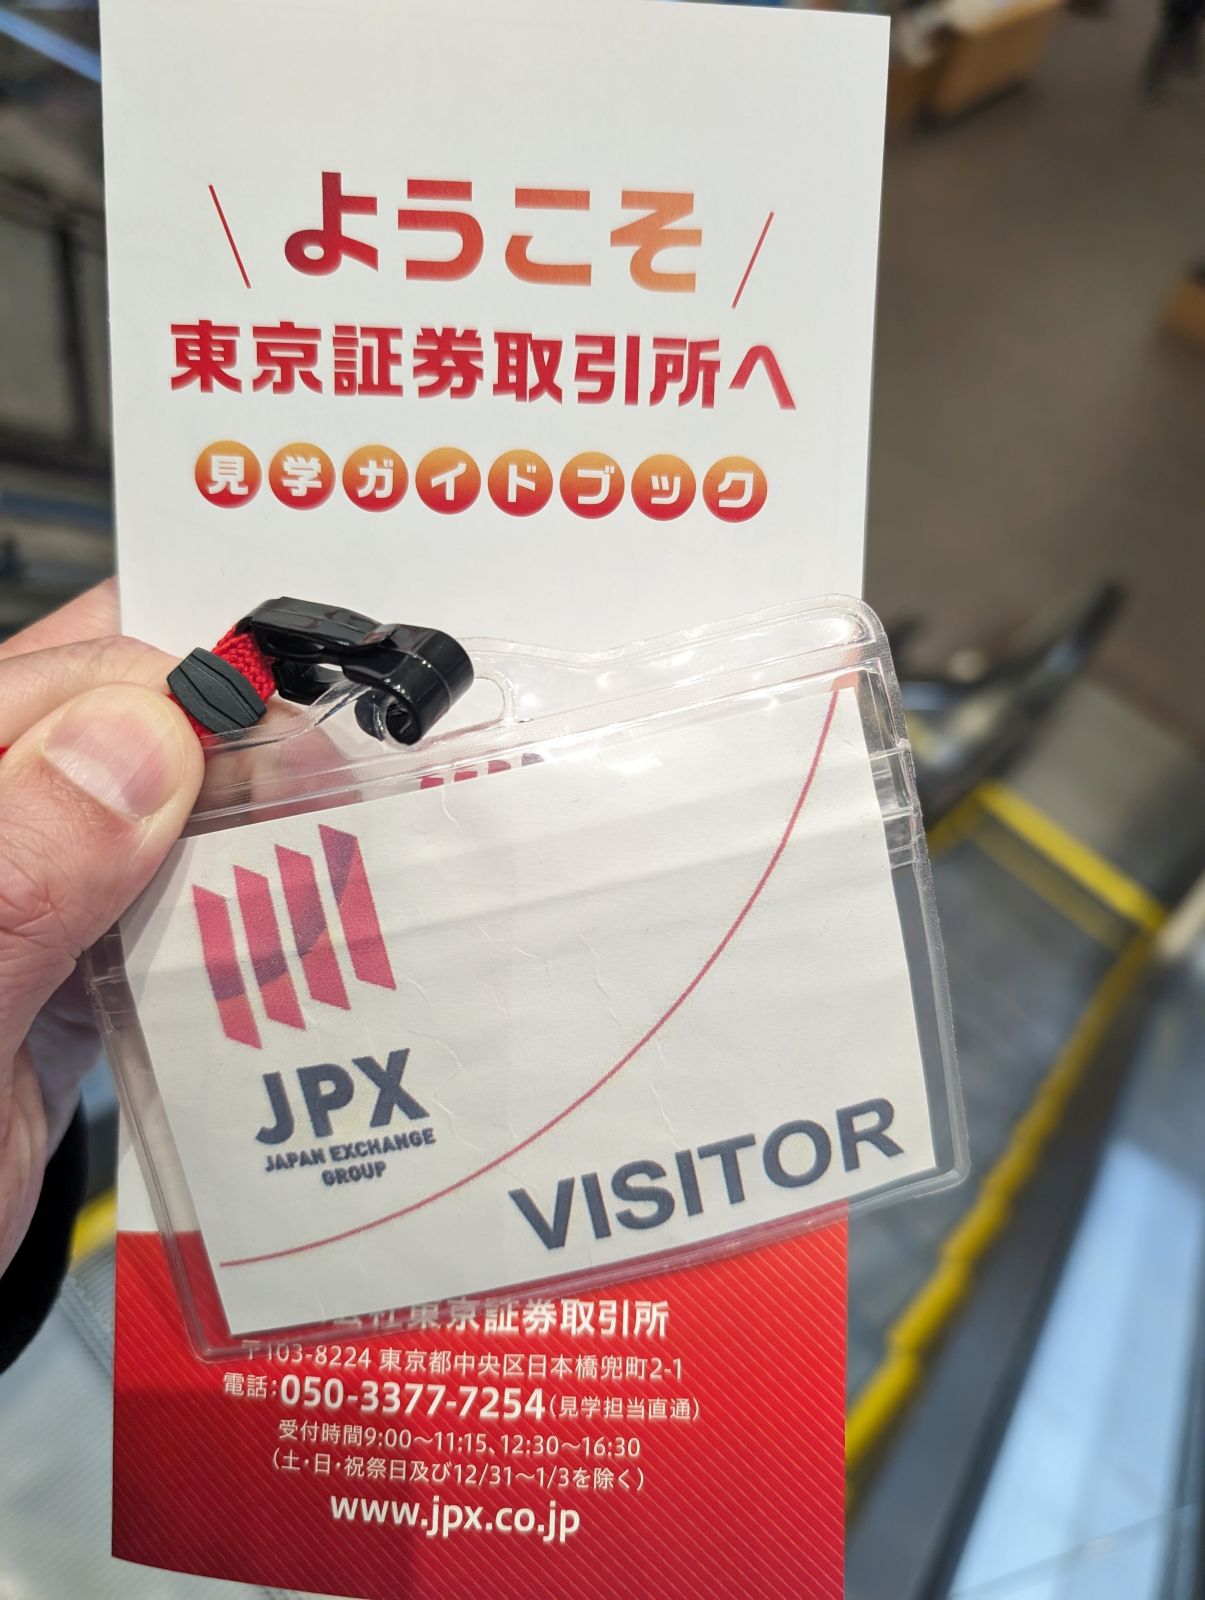 ようこそ
東京証券取引所へ
見学ガイドブック
JPX
JAPAN EXCHANGE
GROUP
VISITOR
東京証券取引所
〒103-8224 東京都中央区日本橋兜町2-1
電話:050-3377-7254(見学担当直通)
受付時間9:00～11:15、12:30～16:30
(土・日・祝祭日及び12/31～1/3を除く)
www.jpx.co.jp